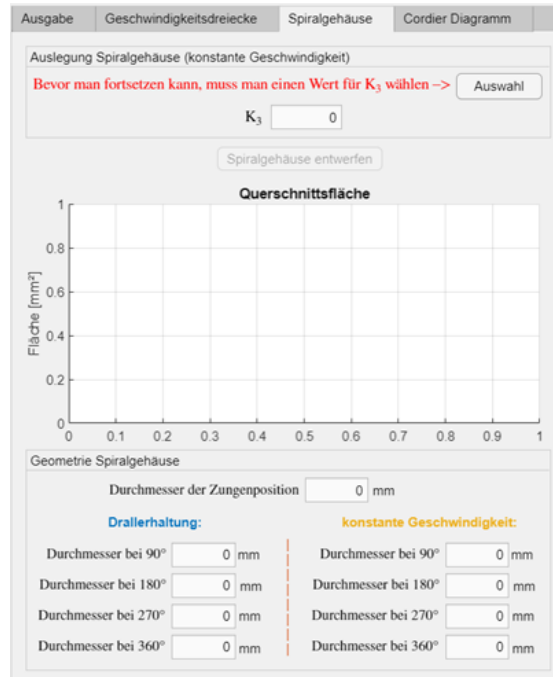 Ausgabe Geschwindigkeitsdreiecke Spiralgehäuse Cordier Diagramm
Auslegung Spiralgehäuse (konstante Geschwindigkeit)
Bevor man fortsetzen kann, muss man einen Wert für K₃ wählen --> Auswahl
K₃ 0
Spiralgehäuse entwerfen
Querschnittsfläche
Fläche [mm²]
1
0.8
0.6
0.4
0.2
0
0 0.1 0.2 0.3 0.4 0.5 0.6 0.7 0.8 0.9 1
Geometrie Spiralgehäuse
Durchmesser der Zungenposition 0 mm
Drallerhaltung: konstante Geschwindigkeit:
Durchmesser bei 90° 0 mm Durchmesser bei 90° 0 mm
Durchmesser bei 180° 0 mm Durchmesser bei 180° 0 mm
Durchmesser bei 270° 0 mm Durchmesser bei 270° 0 mm
Durchmesser bei 360° 0 mm Durchmesser bei 360° 0 mm